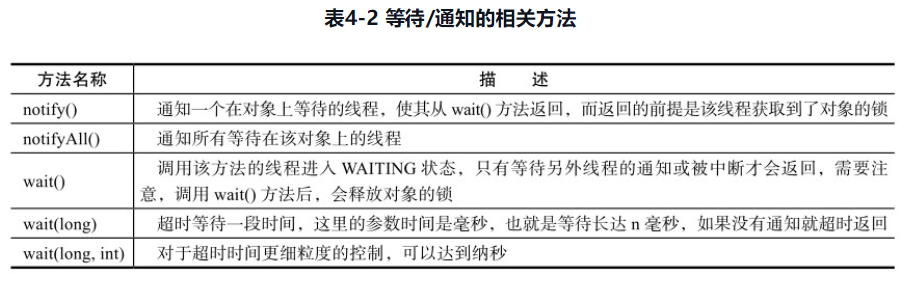 表4-2 等待/通知的相关方法
方法名称 描 述
notify() 通知一个在对象上等待的线程，使其从 wait() 方法返回，而返回的前提是该线程获取到了对象的锁
notifyAll() 通知所有等待在该对象上的线程
wait() 调用该方法的线程进入 WAITING 状态，只有等待另外线程的通知或被中断才会返回，需要注
意，调用 wait() 方法后，会释放对象的锁
wait(long) 超时等待一段时间，这里的参数时间是毫秒，也就是等待长达 n 毫秒，如果没有通知就超时返回
wait(long, int) 对于超时时间更细粒度的控制，可以达到纳秒